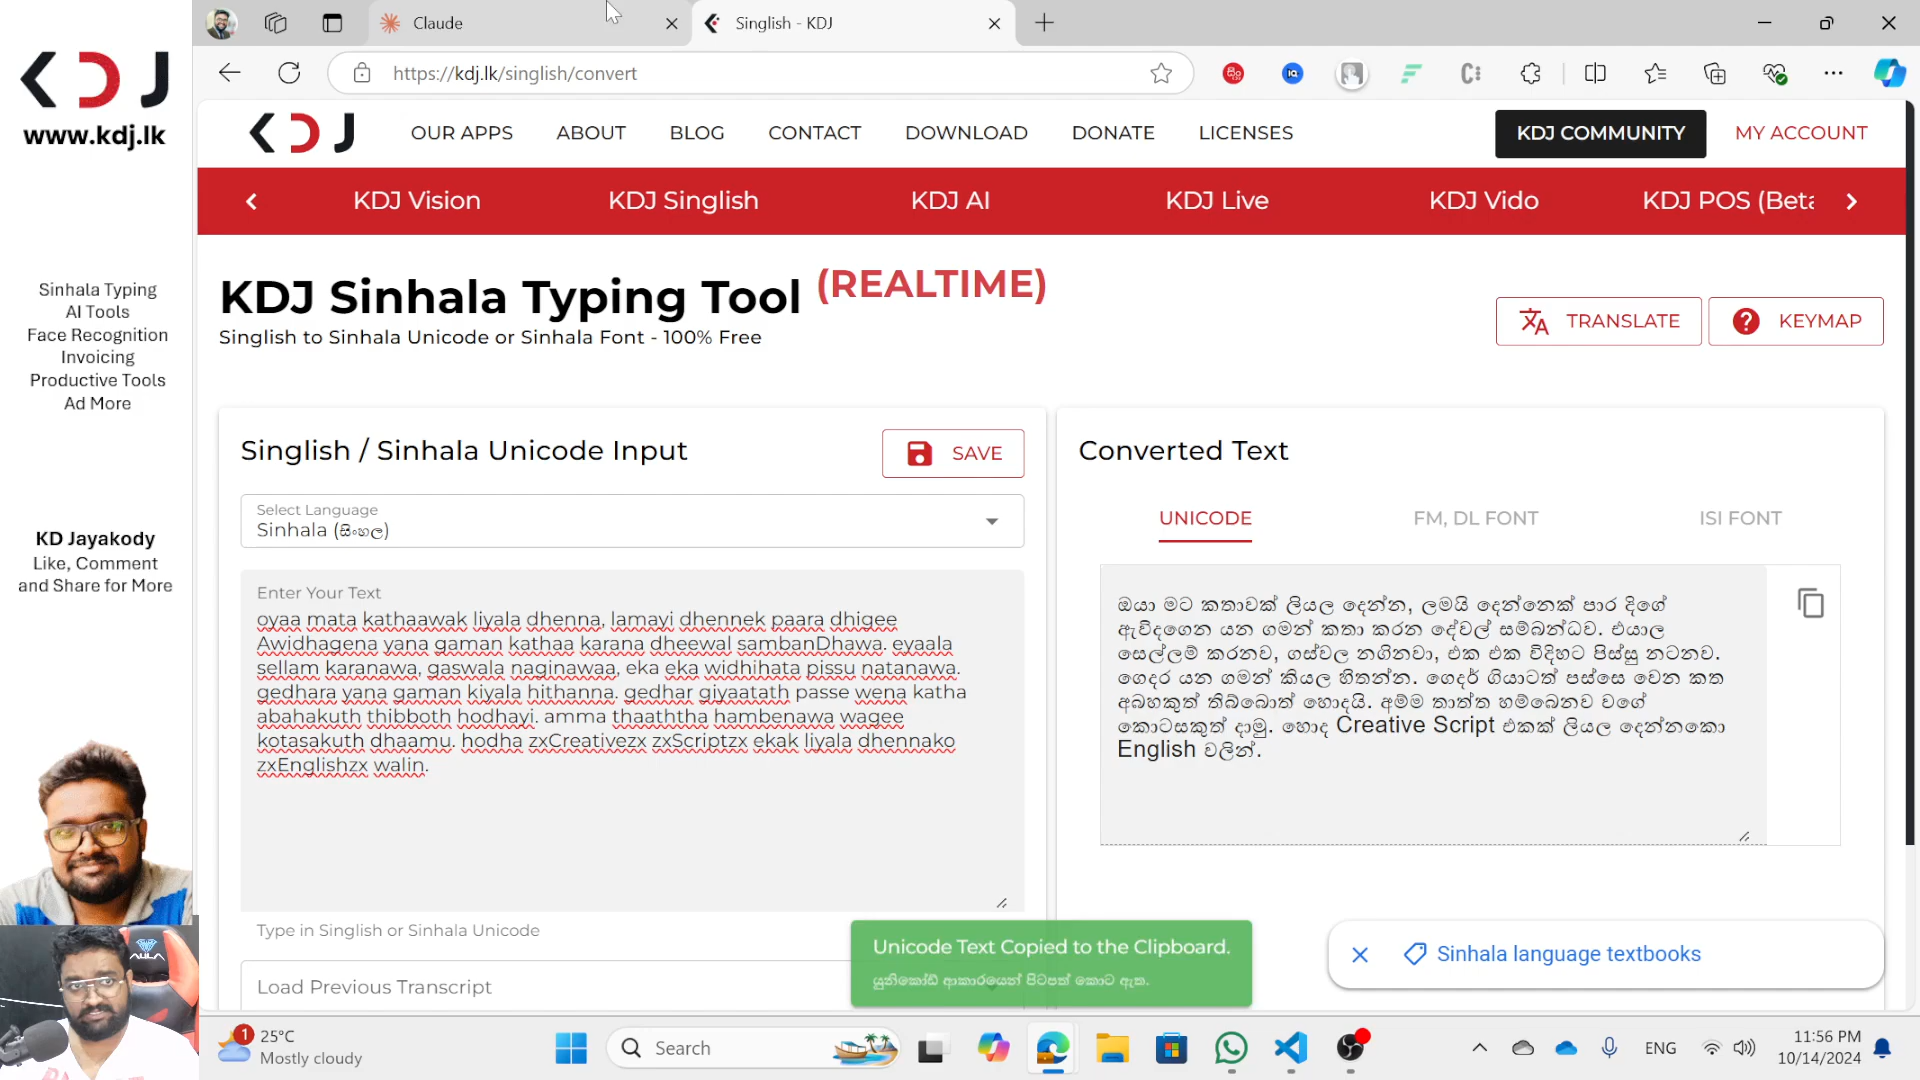 Claude
Singlish - KDJ
https://kdj.lk/singlish/convert
KDJ
www.kdj.lk
Sinhala Typing
AI Tools
Face Recognition
Invoicing
Productive Tools
Ad More
KD Jayakody
Like, Comment
and Share for More
AULA
KDJ
OUR APPS
ABOUT
BLOG
CONTACT
DOWNLOAD
DONATE
LICENSES
KDJ COMMUNITY
MY ACCOUNT
KDJ Vision
KDJ Singlish
KDJ AI
KDJ Live
KDJ Vido
KDJ POS (Beta
KDJ Sinhala Typing Tool (REALTIME)
Singlish to Sinhala Unicode or Sinhala Font - 100% Free
TRANSLATE
KEYMAP
Singlish / Sinhala Unicode Input
SAVE
Select Language
Sinhala (සිංහල)
Enter Your Text
oyaa mata kathaawak liyala dhenna, lamayi dhennek paara dhigee
Awidhagena yana gaman kathaa karana dheewal sambanDhawa. eyaala
sellam karanawa, gaswala naginawaa, eka eka widhihata pissu natanawa.
gedhara yana gaman kiyala hithanna. gedhar giyaatath passe wena katha
abahakuth thibboth hodhayi. amma thaaththa hambenawa wagee
kotasakuth dhaamu. hodha zxCreativezx zxScriptzx ekak liyala dhennako
zxEnglishzx walin.
Type in Singlish or Sinhala Unicode
Load Previous Transcript
Converted Text
UNICODE
FM, DL FONT
ISI FONT
ඔයා මට කතාවක් ලියල දෙන්න, ලමයි දෙන්නෙක් පාර දිගේ
ඇවිදගෙන යන ගමන් කතා කරන දේවල් සම්බන්ධව. එයාල
සෙල්ලම් කරනව, ගස්වල නගිනවා, එක එක විදිහට පිස්සු නටනව.
ගෙදර යන ගමන් කියල හිතන්න. ගෙදර් ගියාටත් පස්සෙ වෙන කත
අබහකුත් තිබ්බොත් හොදයි. අම්ම තාත්ත හම්බෙනව වගේ
කොටසකුත් දාමු. හොද Creative Script එකක් ලියල දෙන්නකො
English වලින්.
Unicode Text Copied to the Clipboard.
යුනිකෝඩ් ආකාරයෙන් පිටපත් කොට ඇත.
Sinhala language textbooks
1
25°C
Mostly cloudy
Search
ENG
11:56 PM
10/14/2024